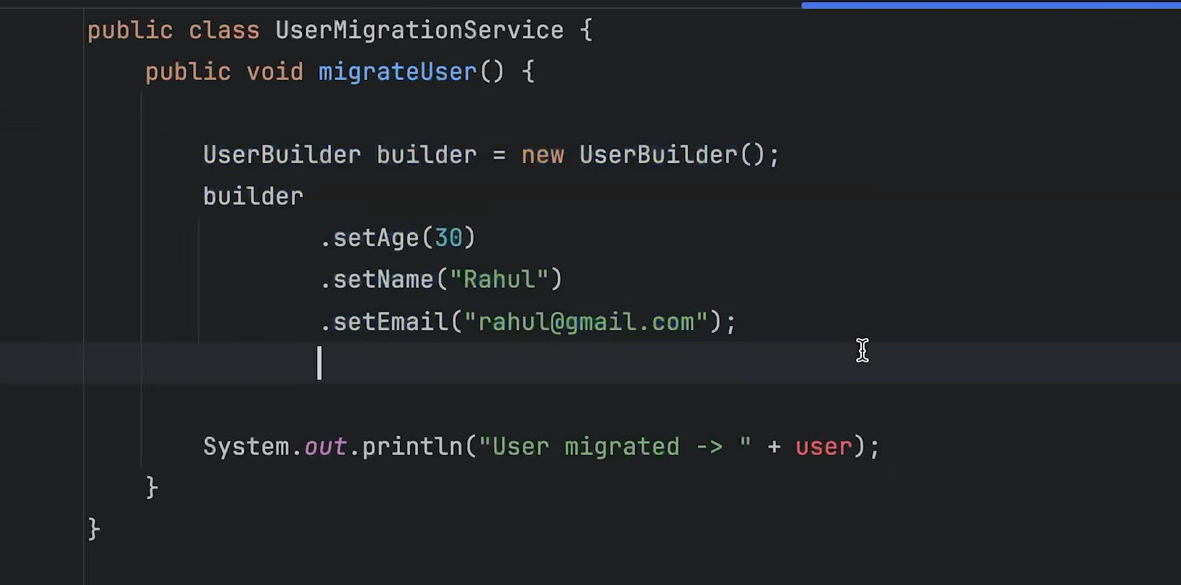 public class UserMigrationService {
public void migrateUser() {
UserBuilder builder = new UserBuilder();
builder
.setAge(30)
.setName("Rahul")
.setEmail("rahul@gmail.com");
System.out.println("User migrated -> " + user);
}
}